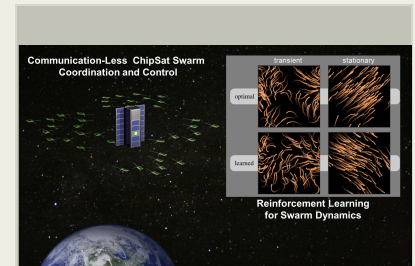 Communication-Less ChipSat Swarm
Coordination and Control
transient stationary
optimal
learned
Reinforcement Learning
for Swarm Dynamics